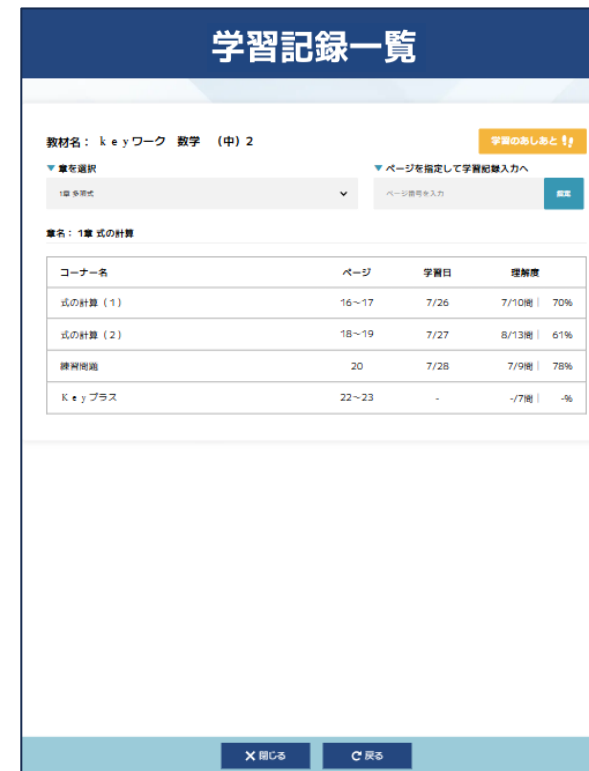 学習記録一覧
教材名： ｋｅｙワーク 数学 （中）2
学習のあしあと
▼ 章を選択
▼ ページを指定して学習記録入力へ
1章 多項式
ページ番号を入力
章名： 1章 式の計算
コーナー名 ページ 学習日 理解度
式の計算（1） 16～17 7/26 7/10問｜ 70%
式の計算（2） 18～19 7/27 8/13問｜ 61%
練習問題 20 7/28 7/9問｜ 78%
Ｋｅｙプラス 22～23 - -/7問｜ -%
閉じる 戻る